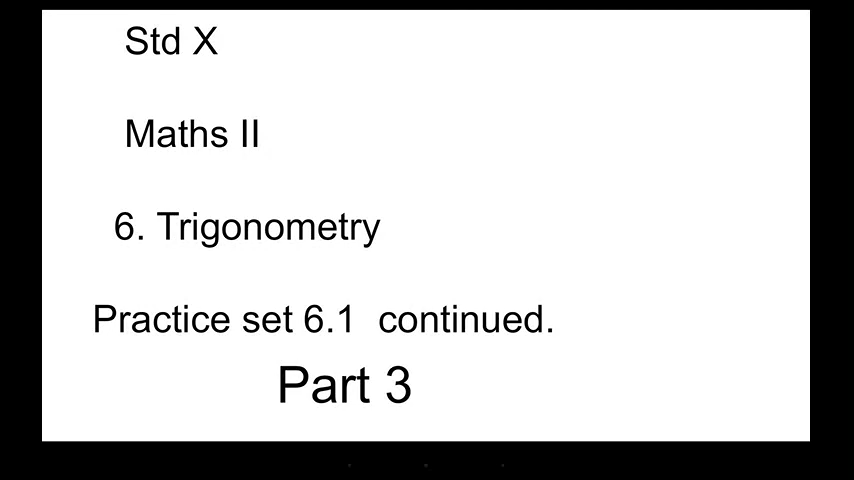 Std X
Maths II
6. Trigonometry
Practice set 6.1 continued.
Part 3